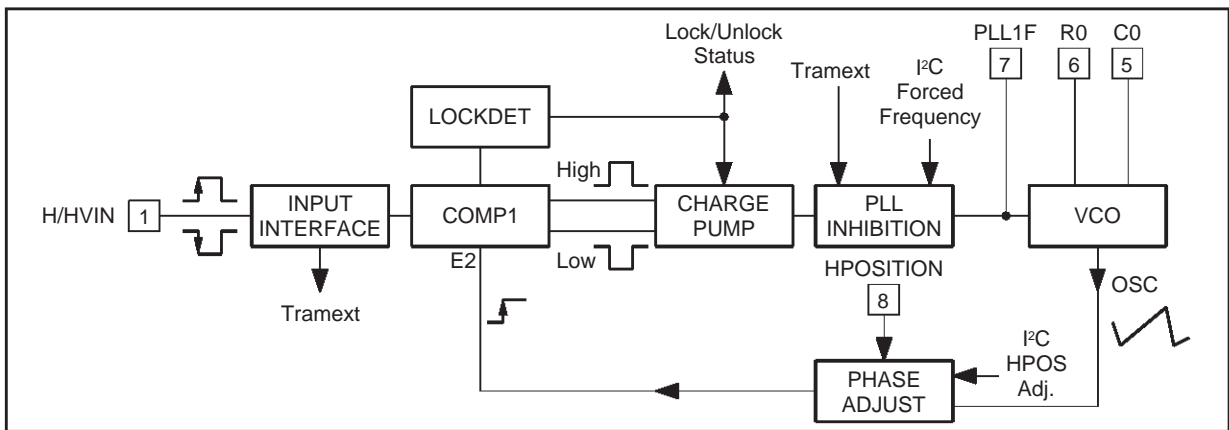 Lock/Unlock
Status
PLL1F
R0
C0
7
6
5
Tramext
I²C
Forced
Frequency
LOCKDET
High
H/HVIN
1
INPUT
INTERFACE
COMP1
CHARGE
PUMP
PLL
INHIBITION
VCO
E2
Low
HPOSITION
8
OSC
Tramext
I²C
HPOS
Adj.
PHASE
ADJUST